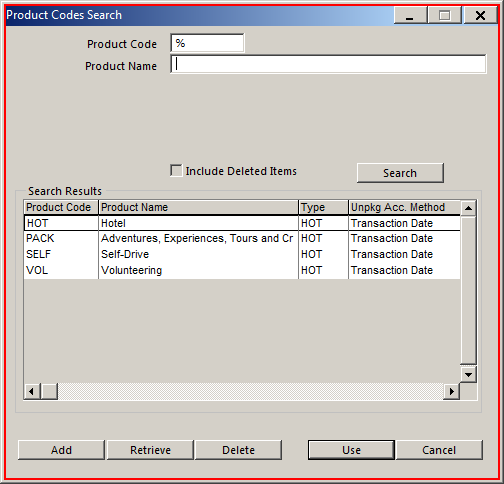 Product Codes Search
Product Code %
Product Name
Include Deleted Items Search
Search Results
Product Code Product Name Type Unpkg Acc. Method
HOT Hotel HOT Transaction Date
PACK Adventures, Experiences, Tours and Cr HOT Transaction Date
SELF Self-Drive HOT Transaction Date
VOL Volunteering HOT Transaction Date
Add Retrieve Delete Use Cancel